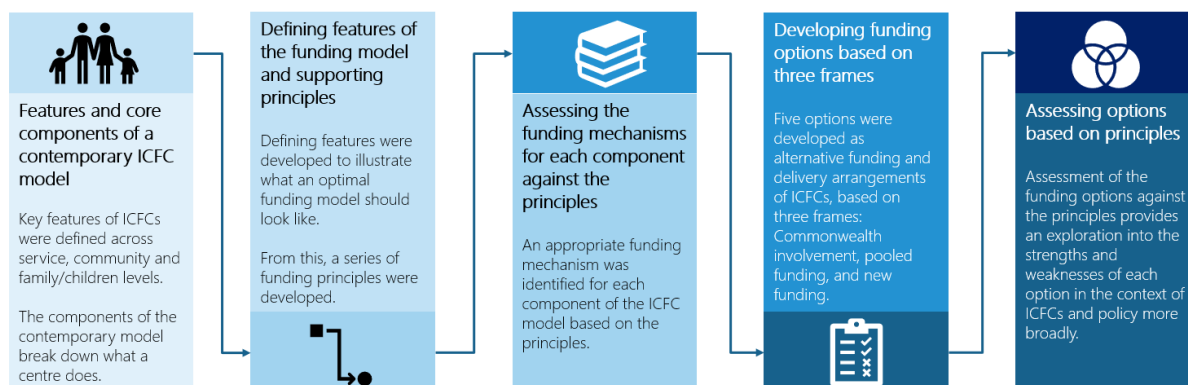 Features and core
components of a
contemporary ICFC
model
Key features of ICFCs
were defined across
service, community and
family/children levels.
The components of the
contemporary model
break down what a
centre does.
Defining features of
the funding model
and supporting
principles
Defining features were
developed to illustrate
what an optimal
funding model should
look like.
From this, a series of
funding principles were
developed.
Assessing the
funding mechanisms
for each component
against the
principles
An appropriate funding
mechanism was
identified for each
component of the ICFC
model based on the
principles.
Developing funding
options based on
three frames
Five options were
developed as
alternative funding and
delivery arrangements
of ICFCs, based on
three frames:
Commonwealth
involvement, pooled
funding, and new
funding.
Assessing options
based on principles
Assessment of the
funding options against
the principles provides
an exploration into the
strengths and
weaknesses of each
option in the context of
ICFCs and policy more
broadly.